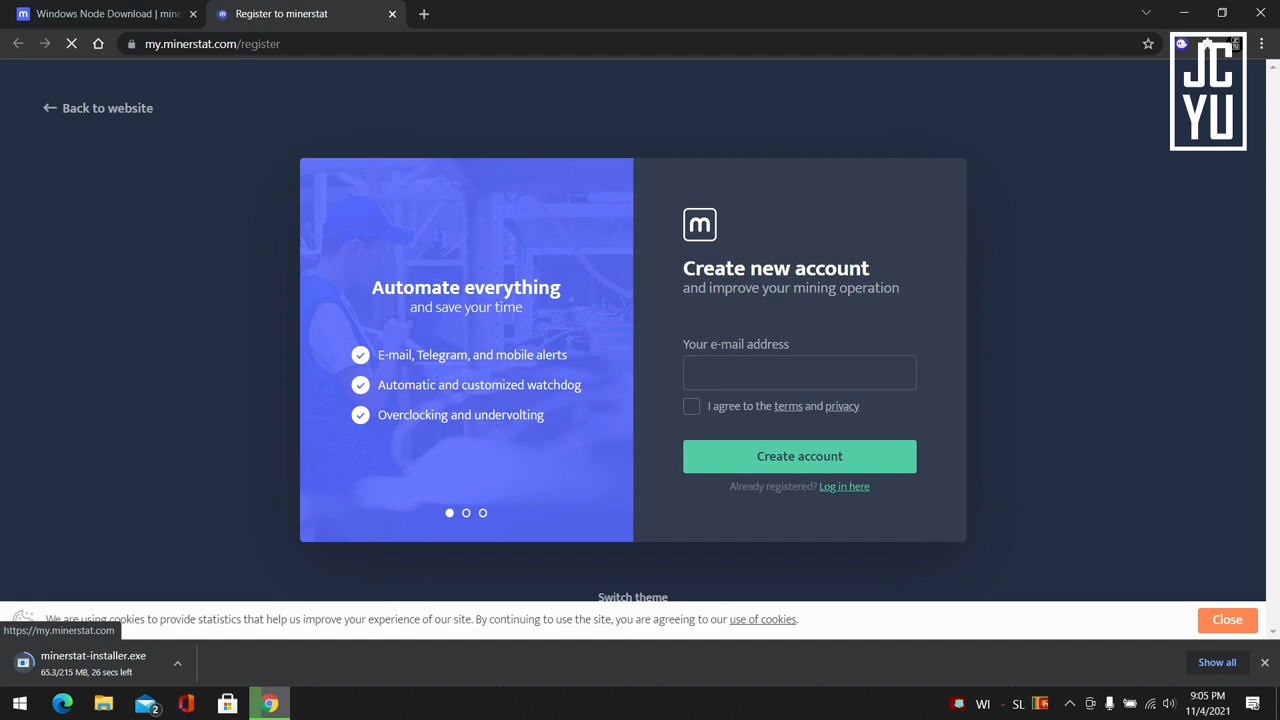 Windows Node Download | mine
Register to minerstat
my.minerstat.com/register
JC
YU
Back to website
m
Automate everything
and save your time
E-mail, Telegram, and mobile alerts
Automatic and customized watchdog
Overclocking and undervolting
Create new account
and improve your mining operation
Your e-mail address
I agree to the terms and privacy
Create account
Already registered? Log in here
Switch theme
We are using cookies to provide statistics that help us improve your experience of our site. By continuing to use the site, you are agreeing to our use of cookies.
Close
https://my.minerstat.com
minerstat-installer.exe
65.3/215 MB, 26 secs left
Show all
2
WI
SL
9:05 PM
11/4/2021